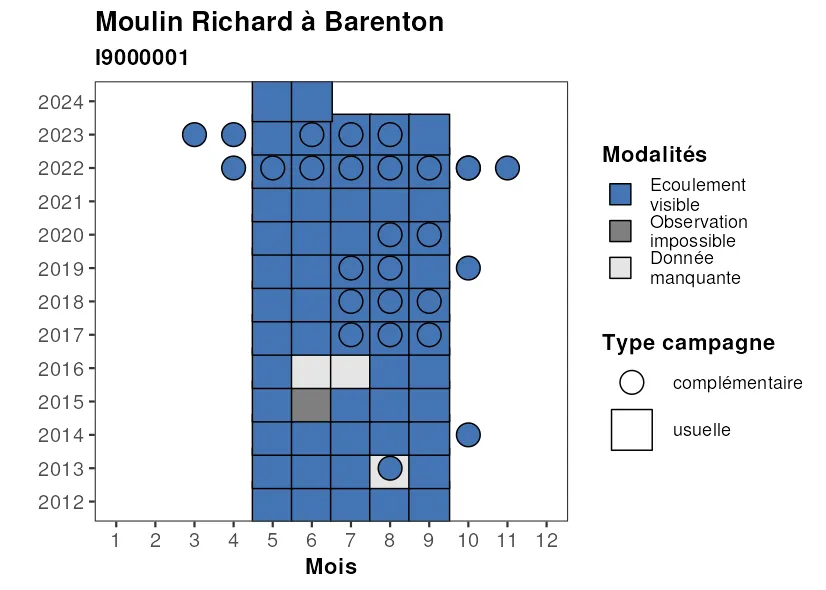 Moulin Richard à Barenton
I9000001
2024
2023
2022
2021
2020
2019
2018
2017
2016
2015
2014
2013
2012
1 2 3 4 5 6 7 8 9 10 11 12
Mois
Modalités
Ecoulement
visible
Observation
impossible
Donnée
manquante
Type campagne
complémentaire
usuelle